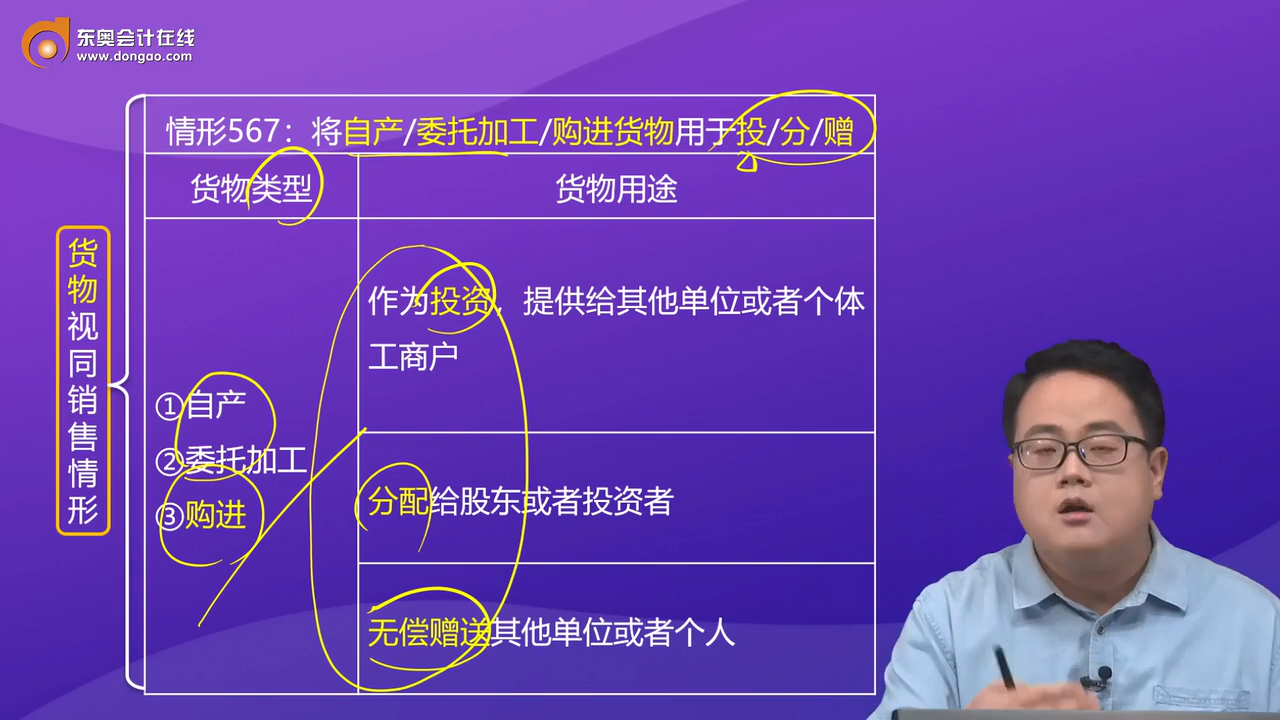 东奥会计在线
www.dongao.com
情形567：将自产/委托加工/购进货物用于投/分/赠
货物类型
货物用途
货物视同销售情形
①自产
②委托加工
③购进
作为投资，提供给其他单位或者个体
工商户
分配给股东或者投资者
无偿赠送其他单位或者个人